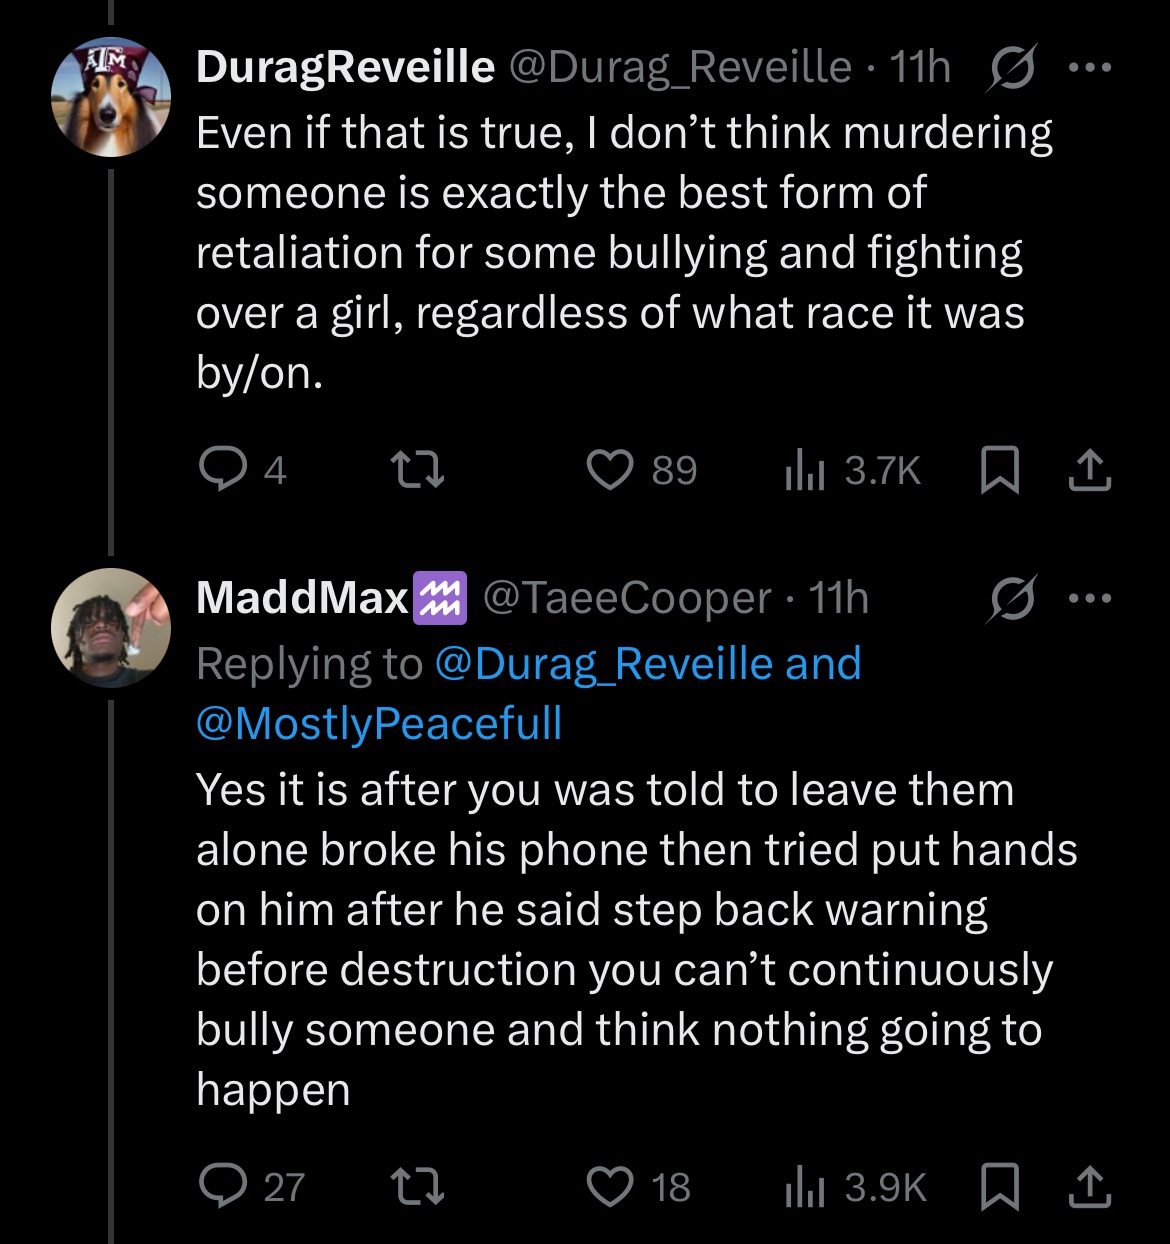 DuragReveille @Durag_Reveille · 11h
Even if that is true, I don’t think murdering
someone is exactly the best form of
retaliation for some bullying and fighting
over a girl, regardless of what race it was
by/on.
4 89 3.7K
MaddMax♒ @TaeeCooper · 11h
Replying to @Durag_Reveille and
@MostlyPeacefull
Yes it is after you was told to leave them
alone broke his phone then tried put hands
on him after he said step back warning
before destruction you can’t continuously
bully someone and think nothing going to
happen
27 18 3.9K